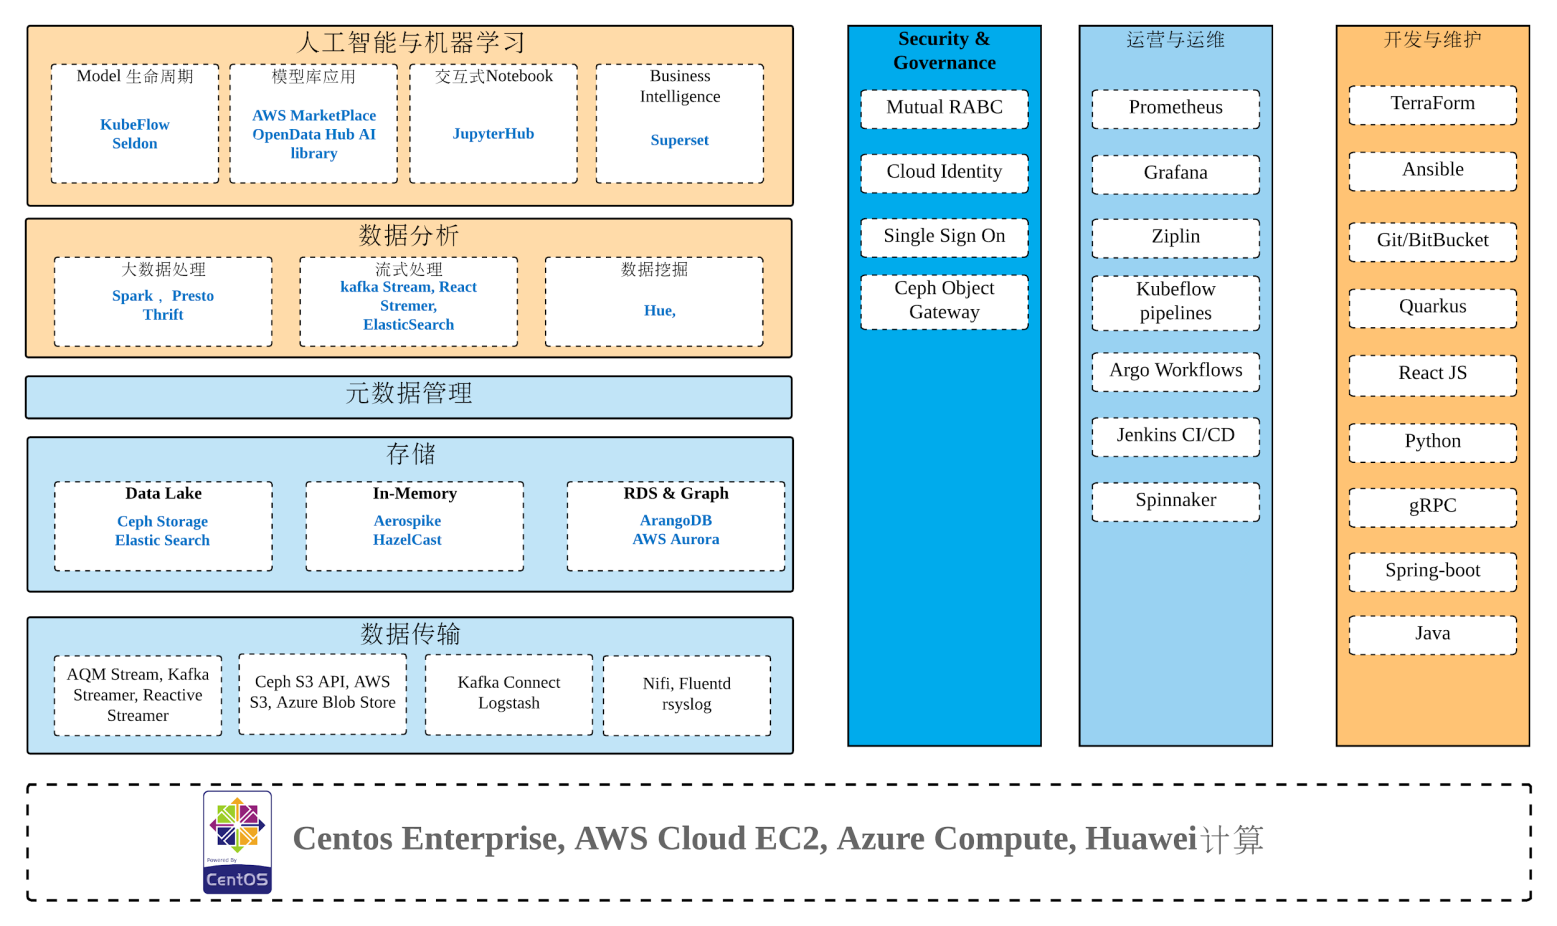 人工智能与机器学习
Model 生命周期
KubeFlow
Seldon
模型库应用
AWS MarketPlace
OpenData Hub AI
library
交互式Notebook
JupyterHub
Business
Intelligence
Superset
数据分析
大数据处理
Spark ，Presto
Thrift
流式处理
kafka Stream, React
Stremer,
ElasticSearch
数据挖掘
Hue,
元数据管理
存储
Data Lake
Ceph Storage
Elastic Search
In-Memory
Aerospike
HazelCast
RDS & Graph
ArangoDB
AWS Aurora
数据传输
AQM Stream, Kafka
Streamer, Reactive
Streamer
Ceph S3 API, AWS
S3, Azure Blob Store
Kafka Connect
Logstash
Nifi, Fluentd
rsyslog
Security &
Governance
Mutual RABC
Cloud Identity
Single Sign On
Ceph Object
Gateway
运营与运维
Prometheus
Grafana
Ziplin
Kubeflow
pipelines
Argo Workflows
Jenkins CI/CD
Spinnaker
开发与维护
TerraForm
Ansible
Git/BitBucket
Quarkus
React JS
Python
gRPC
Spring-boot
Java
Powered By
CentOS
Centos Enterprise, AWS Cloud EC2, Azure Compute, Huawei计算